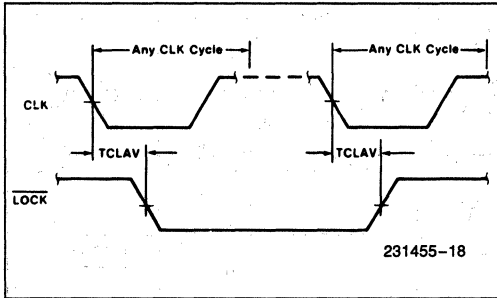 Any CLK Cycle Any CLK Cycle
CLK
TCLAV TCLAV
LOCK
231455-18